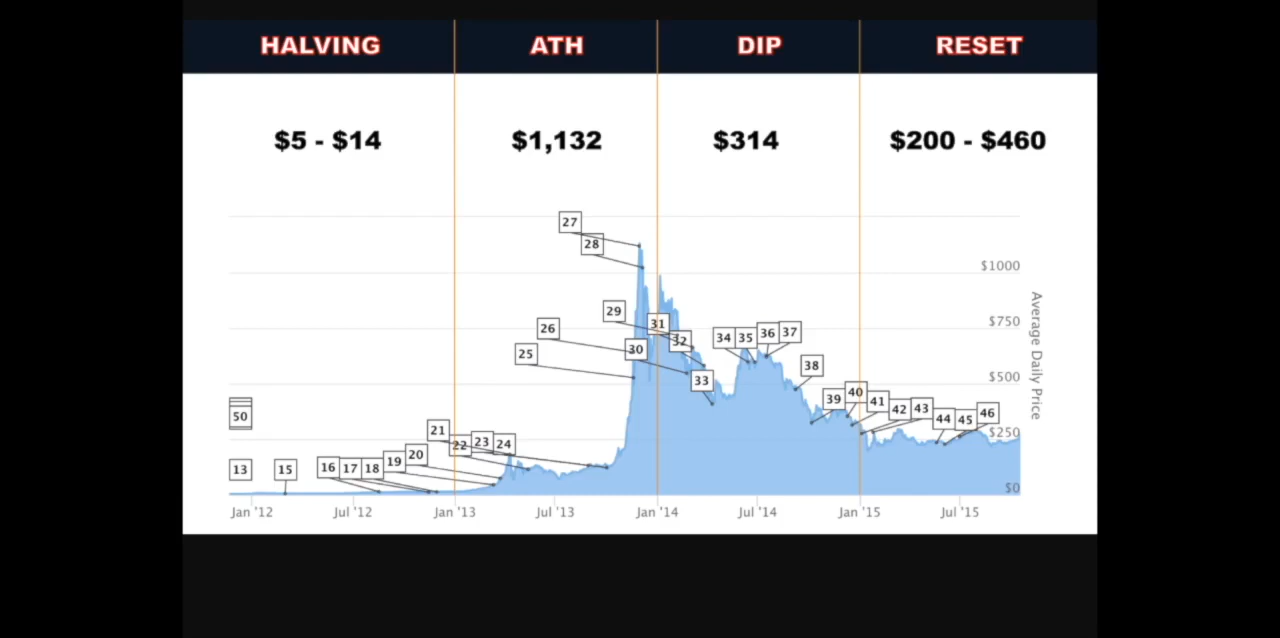 HALVING ATH DIP RESET
$5 - $14 $1,132 $314 $200 - $460
27
28
$1000
29
31
$750
26
30
32
34 35 36 37
25
38
33
$500
39 40 41 42 43 44 45 46
50
21 22 23 24
$250
13 15 16 17 18 19 20
$0
Average Daily Price
Jan '12 Jul '12 Jan '13 Jul '13 Jan '14 Jul '14 Jan '15 Jul '15